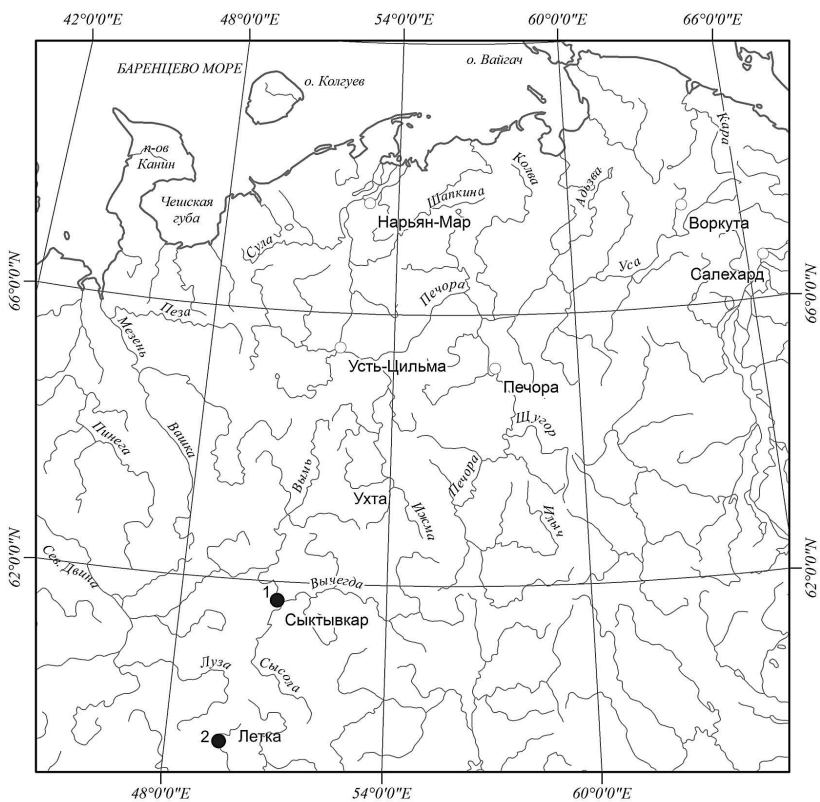 42°0'0"E 48°0'0"E 54°0'0"E 60°0'0"E 66°0'0"E
БАРЕНЦЕВО МОРЕ
о. Колгуев
о. Вайгач
п-ов
Канин
Чешская
губа
Кара
Колва
Адьзва
Шапкина
Нарьян-Мар
Воркута
Сула
Уса
Салехард
66°0'0"N
66°0'0"N
Печора
Пеза
Мезень
Усть-Цильма
Печора
Щугор
Пинега
Вашка
Вымь
Печора
Ухта
Ижма
Илыч
62°0'0"N
62°0'0"N
Сев. Двина
Вычегда
1
Сыктывкар
Луза
Сысола
2 Летка
48°0'0"E 54°0'0"E 60°0'0"E